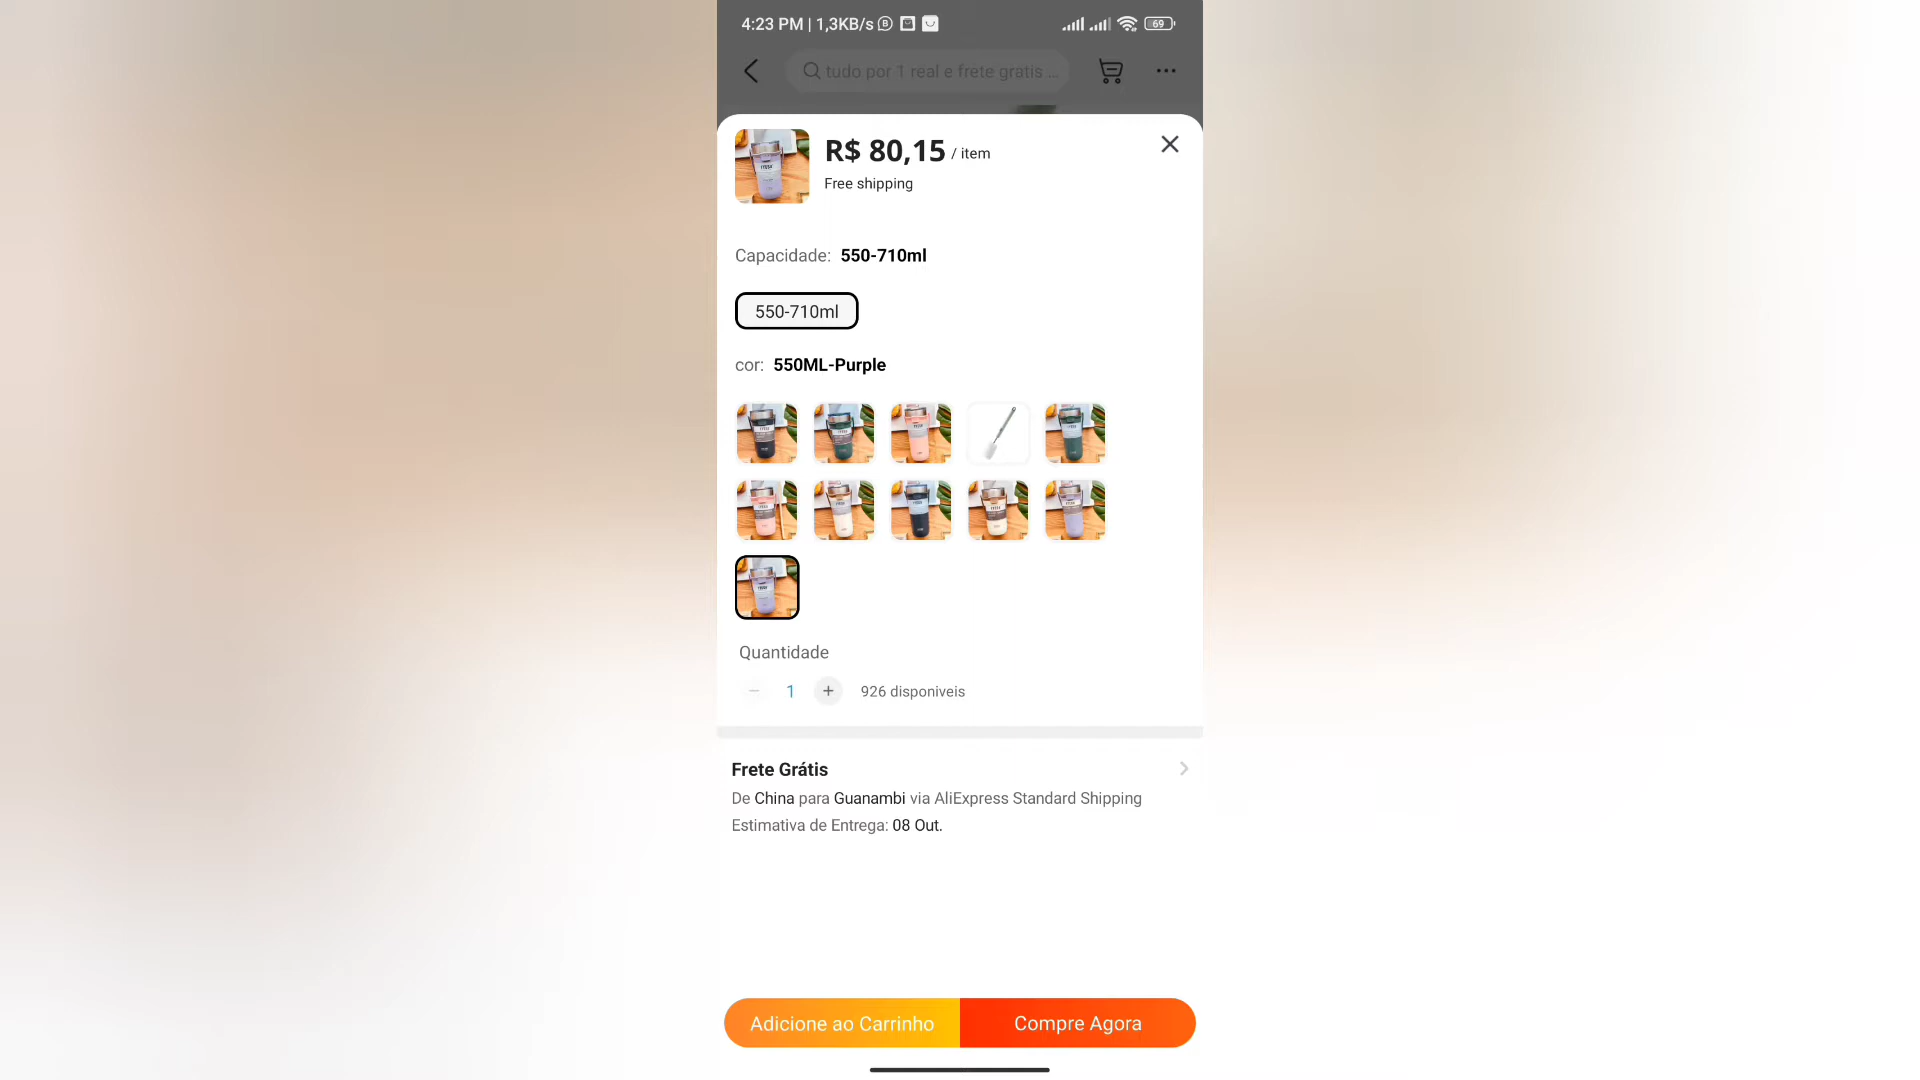 4:23 PM | 1,3KB/s
69
tudo por 1 real e frete gratis ...
R$ 80,15 / item
Free shipping
Capacidade: 550-710ml
550-710ml
cor: 550ML-Purple
Quantidade
1
926 disponiveis
Frete Grátis
De China para Guanambi via AliExpress Standard Shipping
Estimativa de Entrega: 08 Out.
Adicione ao Carrinho
Compre Agora